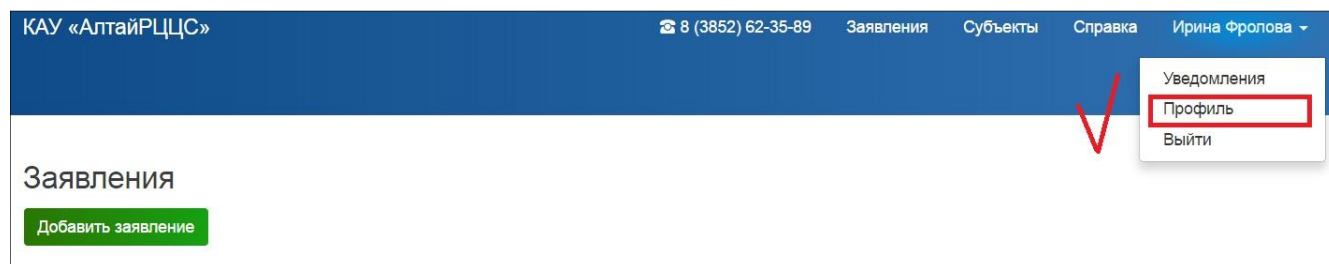 КАУ «АлтайРЦЦС»
☎ 8 (3852) 62-35-89 Заявления Субъекты Справка Ирина Фролова
Уведомления
Профиль
Выйти
Заявления
Добавить заявление